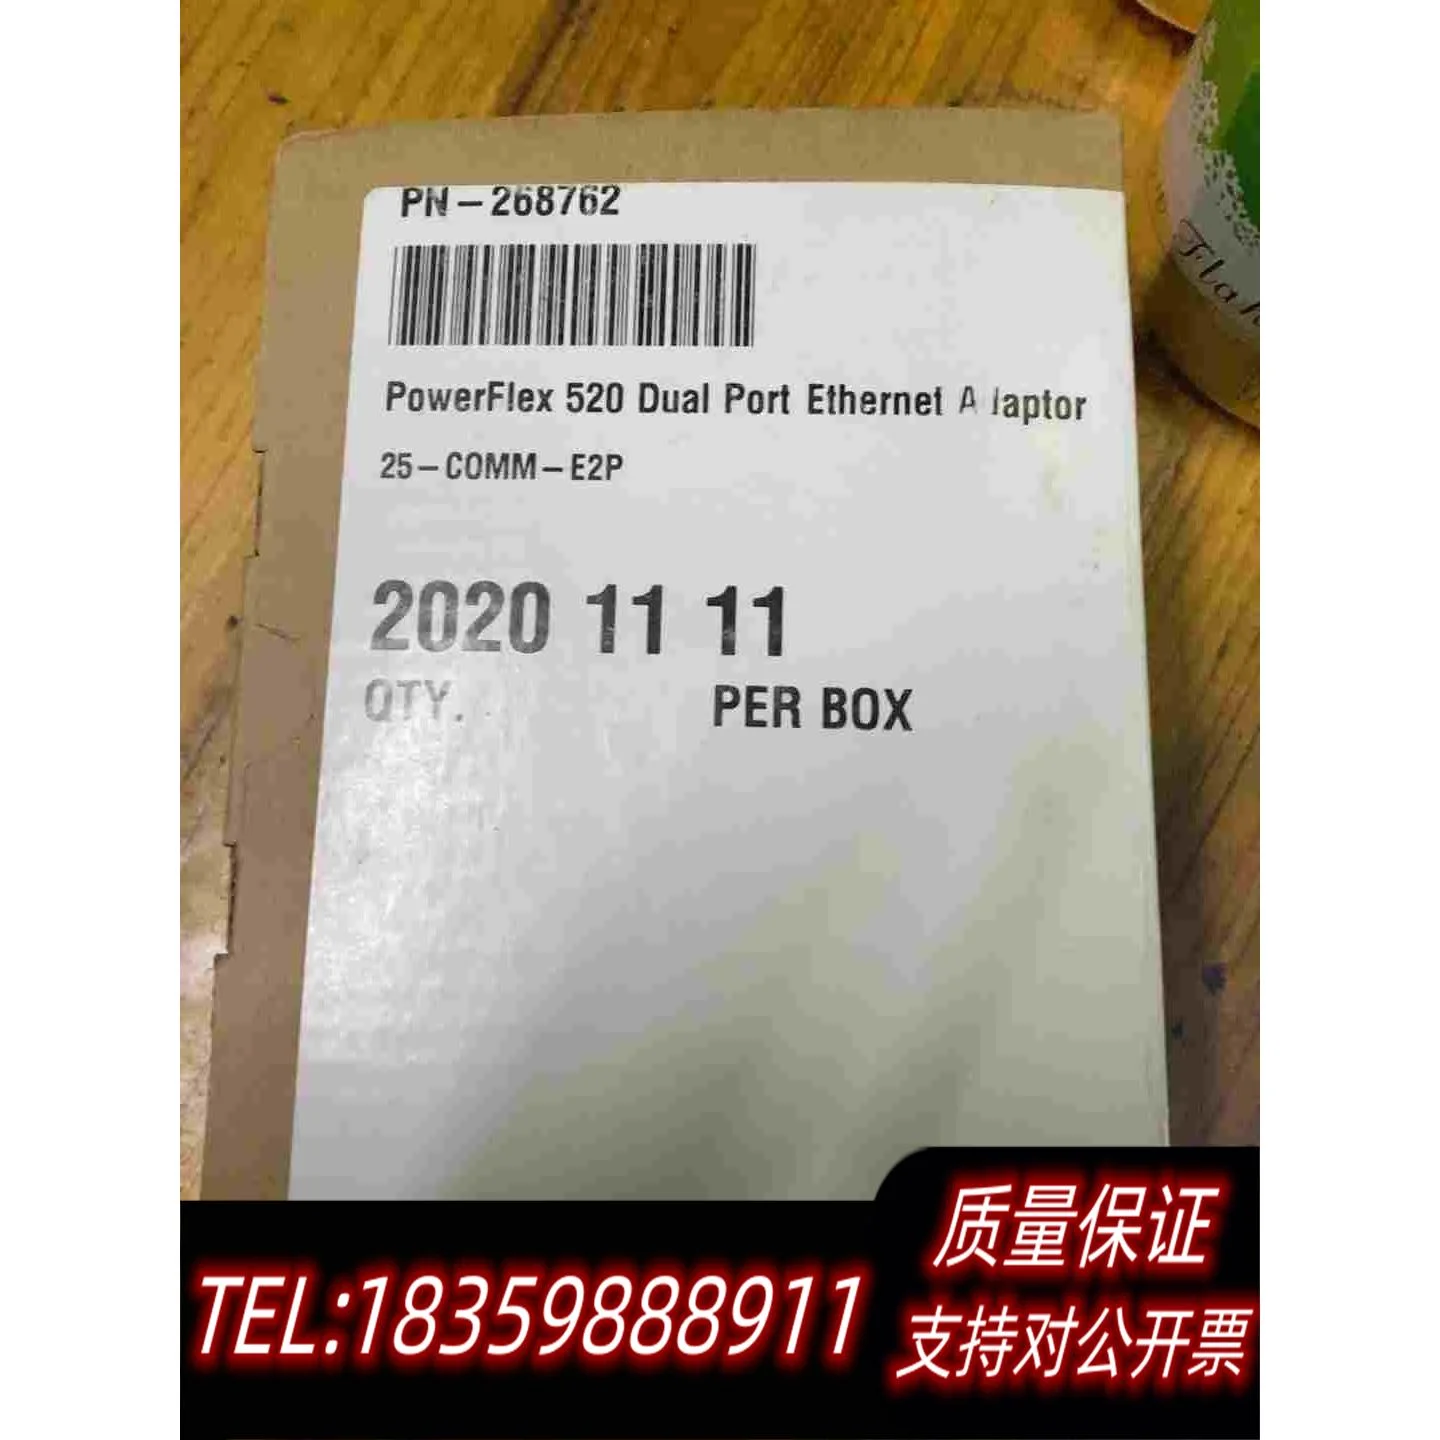 PN-268762
PowerFlex 520 Dual Port Ethernet Adaptor
25-COMM-E2P
2020 11 11
QTY. PER BOX
质量保证
TEL:18359888911
支持对公开票